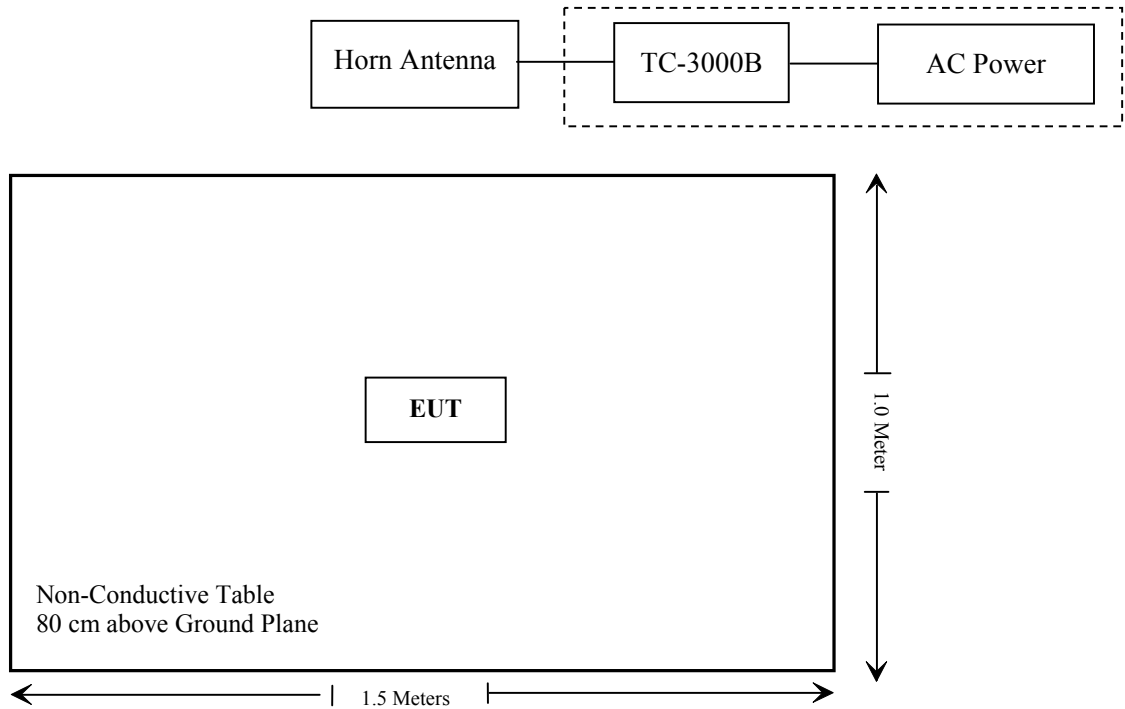 Horn Antenna
TC-3000B
AC Power
EUT
1.0 Meter
Non-Conductive Table
80 cm above Ground Plane
1.5 Meters